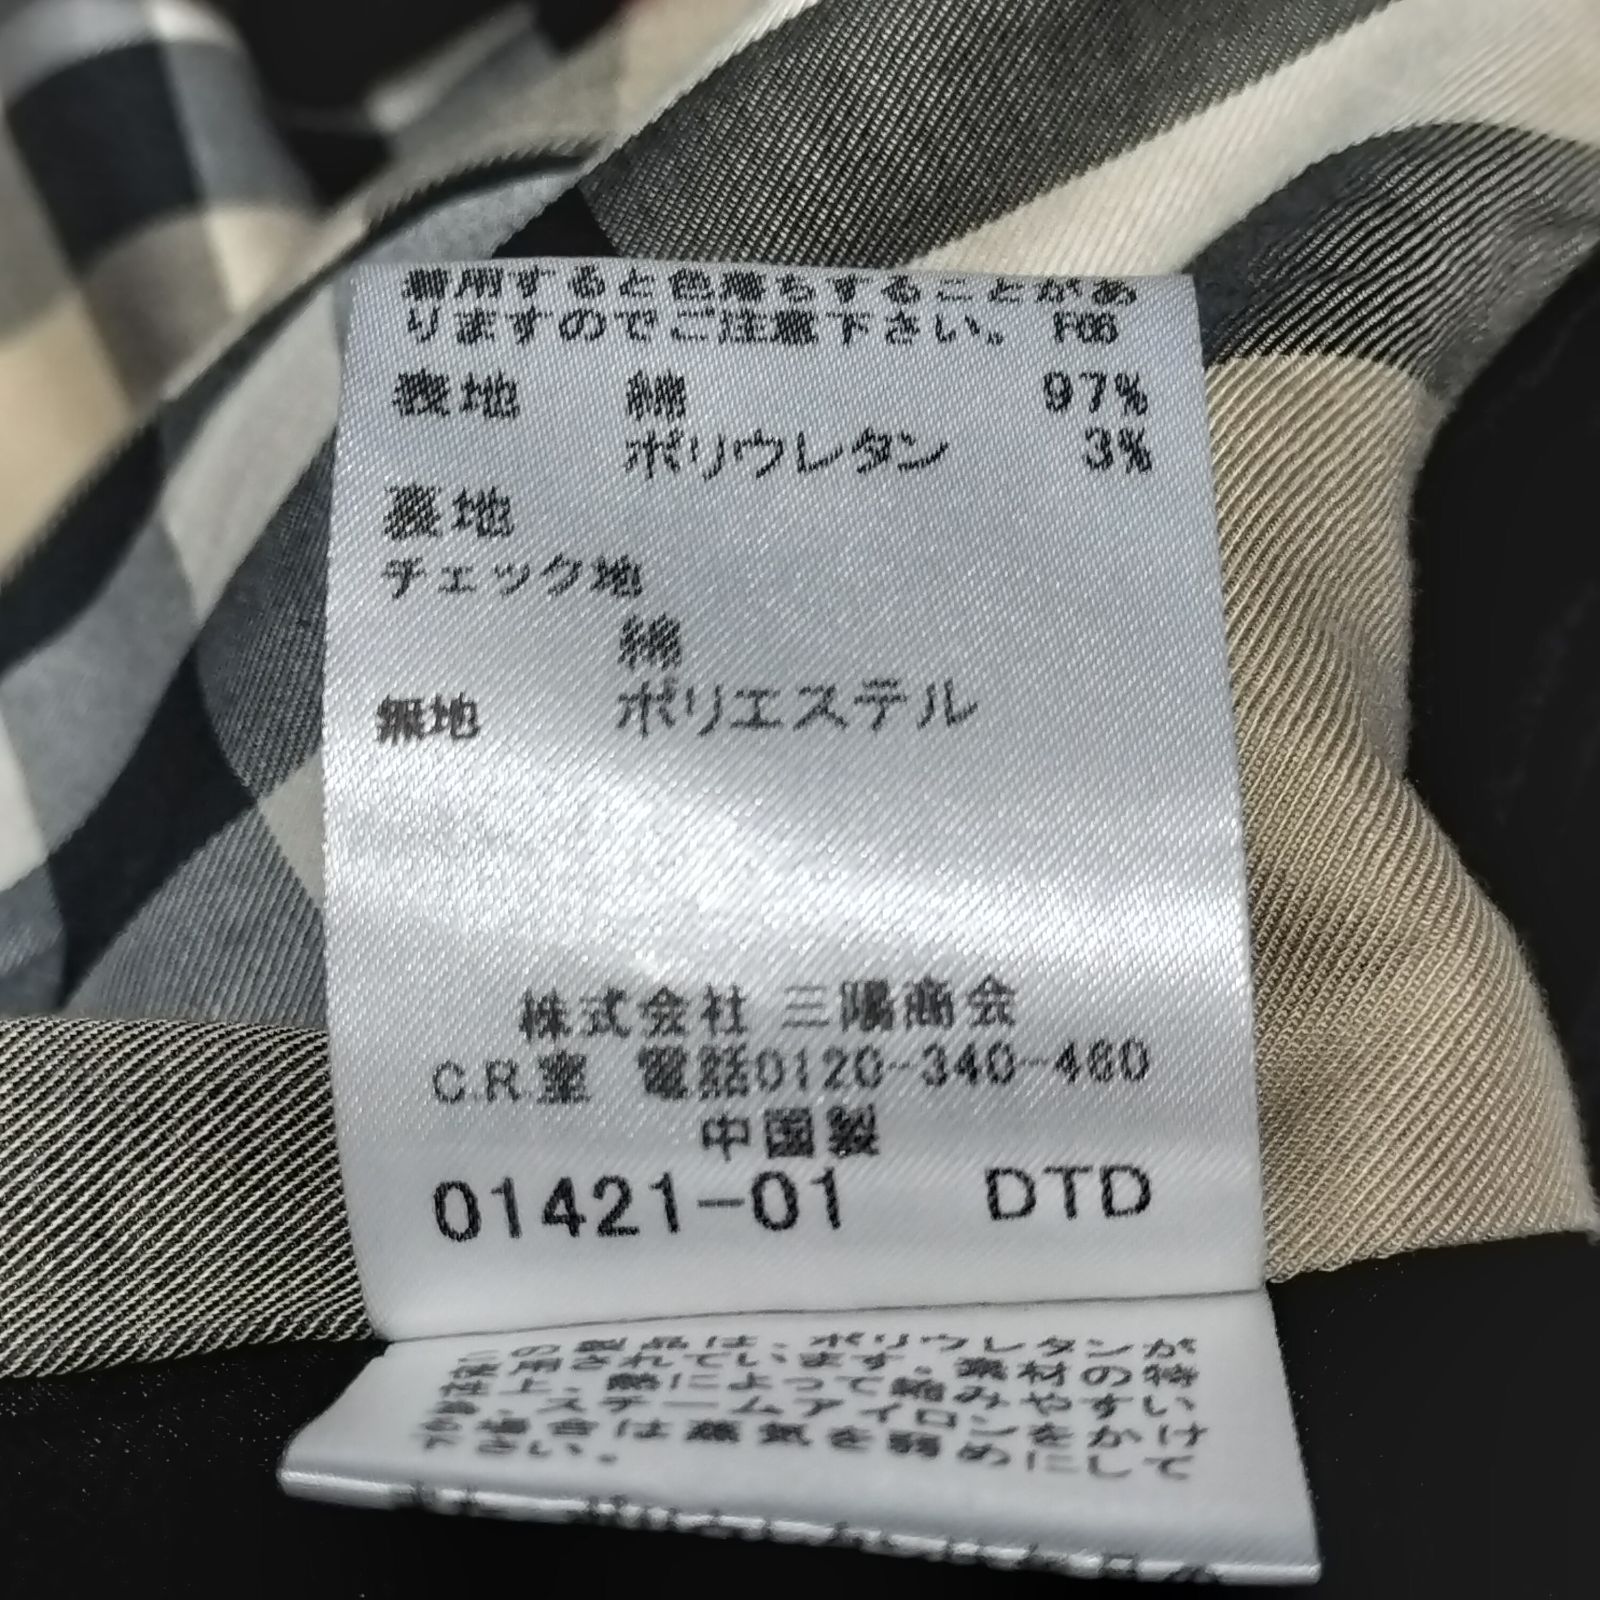 着用すると色落ちすることがあ
りますのでご注意下さい。 F06
表地 綿 97%
ポリウレタン 3%
裏地
チェック地
綿
無地 ポリエステル
株式会社 三陽商会
C.R.室 電話0120-340-460
中国製
01421-01 DTD
この製品は、ポリウレタンが
使用されています。素材の特
性上、熱によって縮みやすい
為、スチームアイロンをかけ
る場合は蒸気を弱めにして
下さい。